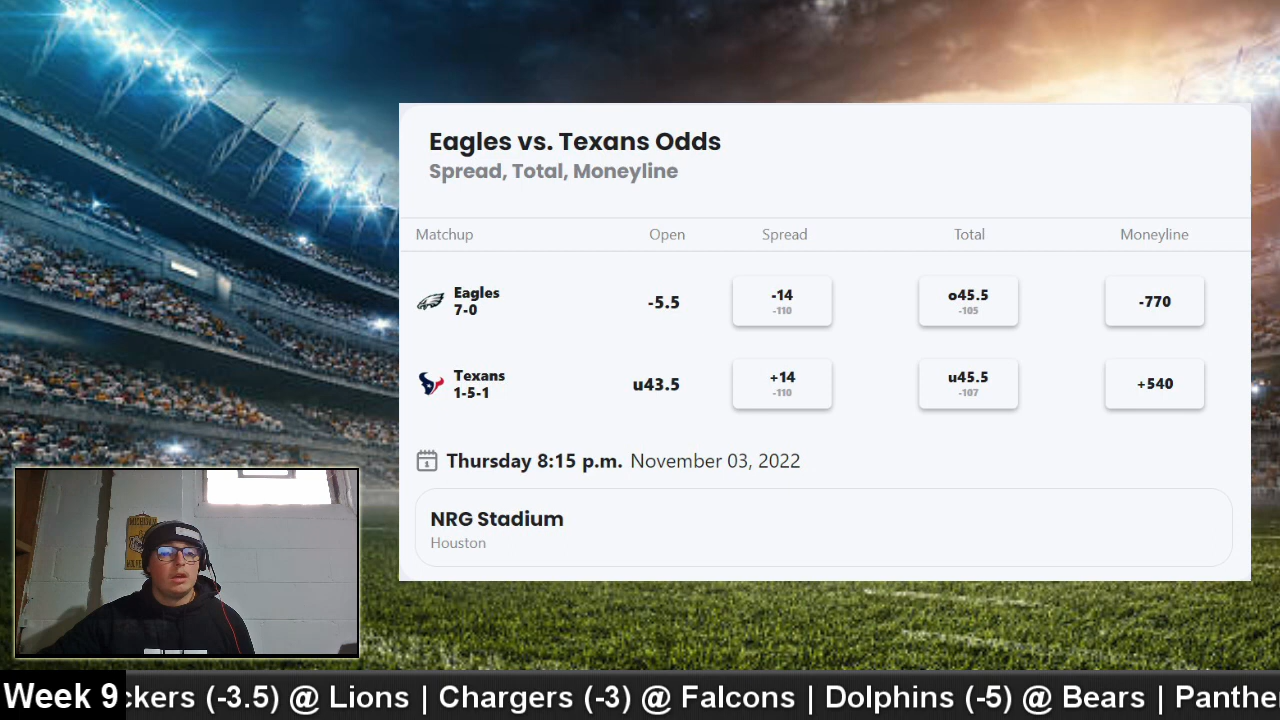 Eagles vs. Texans Odds
Spread, Total, Moneyline
Matchup Open Spread Total Moneyline
Eagles
7-0
-5.5
-14
-110
o45.5
-105
-770
Texans
1-5-1
u43.5
+14
-110
u45.5
-107
+540
1
Thursday 8:15 p.m. November 03, 2022
NRG Stadium
Houston
Week 9 ckers (-3.5) @ Lions | Chargers (-3) @ Falcons | Dolphins (-5) @ Bears | Panthe